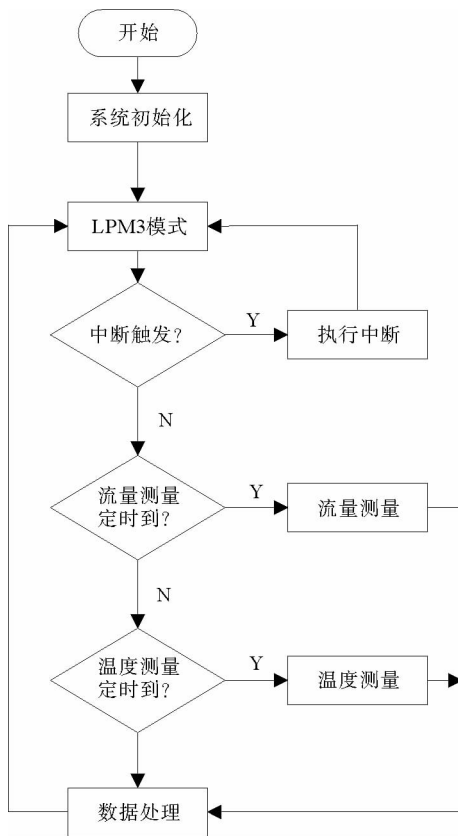 开始
系统初始化
LPM3模式
中断触发?
Y
执行中断
N
流量测量
定时到?
Y
流量测量
N
温度测量
定时到?
Y
温度测量
数据处理